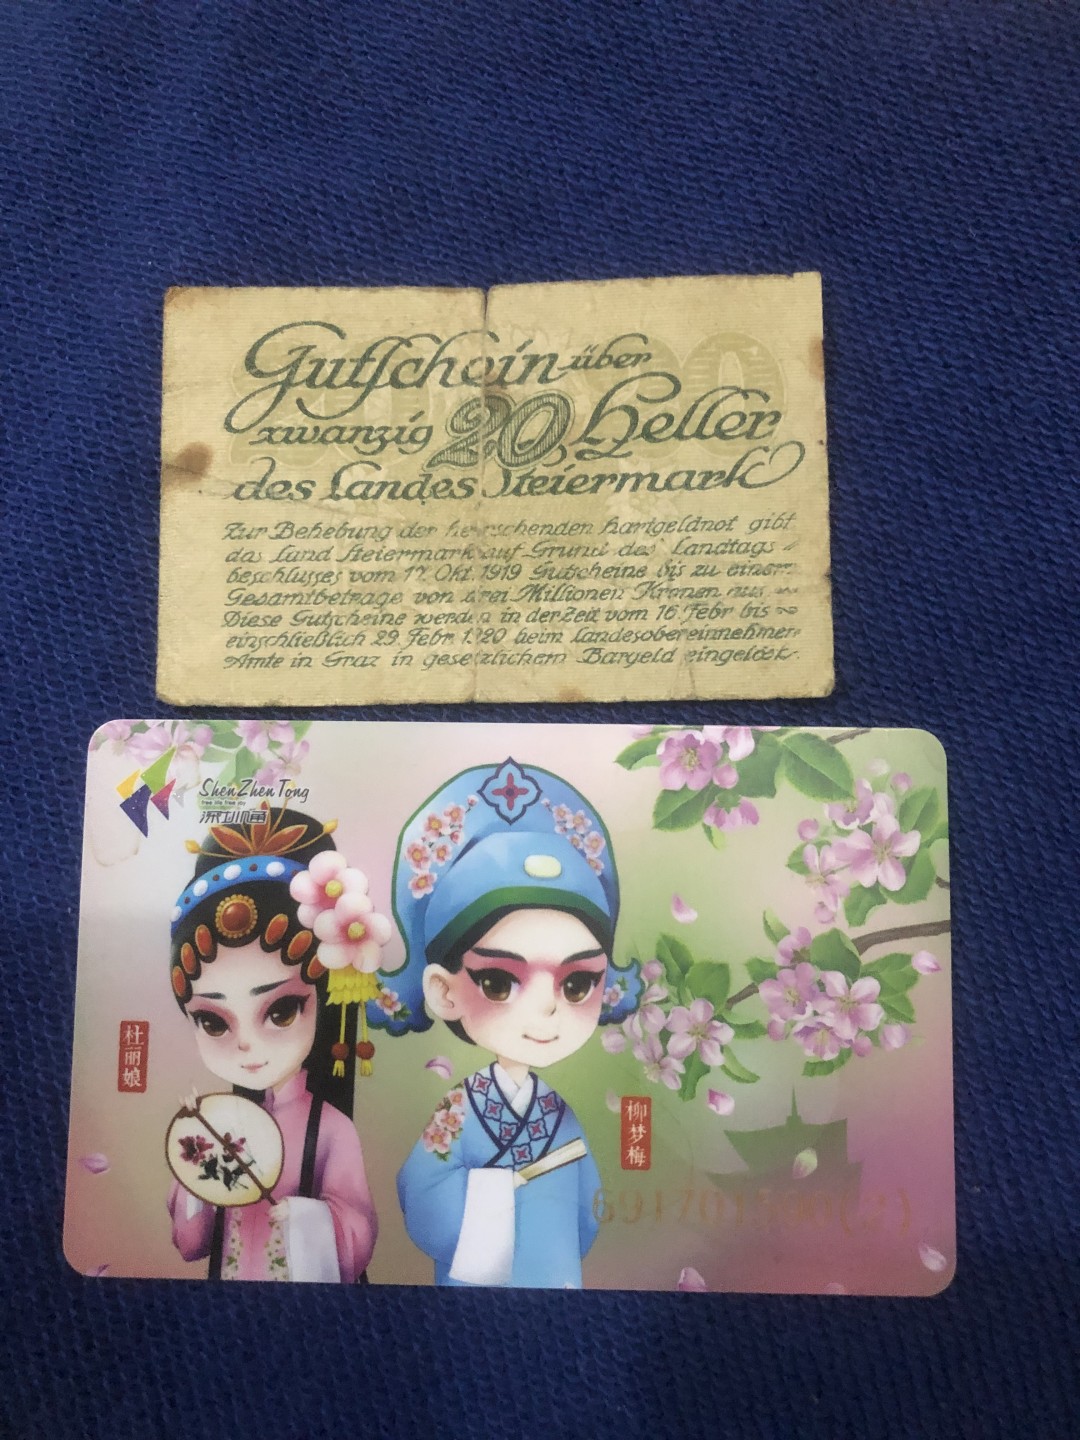 Gutschein über
zwanzig 20 Heller
des Landes Steiermark
Zur Behebung der herrschenden Hartgeldnot gibt
das Land Steiermark auf Grund des Landtags-
beschlusses vom 17. Okt. 1919 Gutscheine bis zu einem
Gesamtbetrage von drei Millionen Kronen aus.
Diese Gutscheine werden in der Zeit vom 16. Febr. bis
einschließlich 29. Febr. 1920 beim Landesobereinnehmer-
Amte in Graz in gesetzlichem Bargeld eingelöst.
ShenZhenTong
深圳通
杜丽娘
柳梦梅